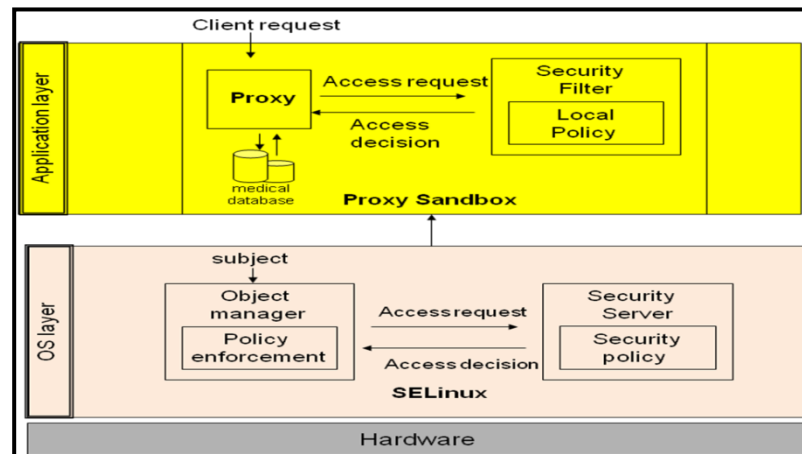 Client request
Application layer
Proxy
Access request
Access
decision
Security
Filter
Local
Policy
medical
database
Proxy Sandbox
OS layer
subject
Object
manager
Policy
enforcement
Access request
Access decision
Security
Server
Security
policy
SELinux
Hardware